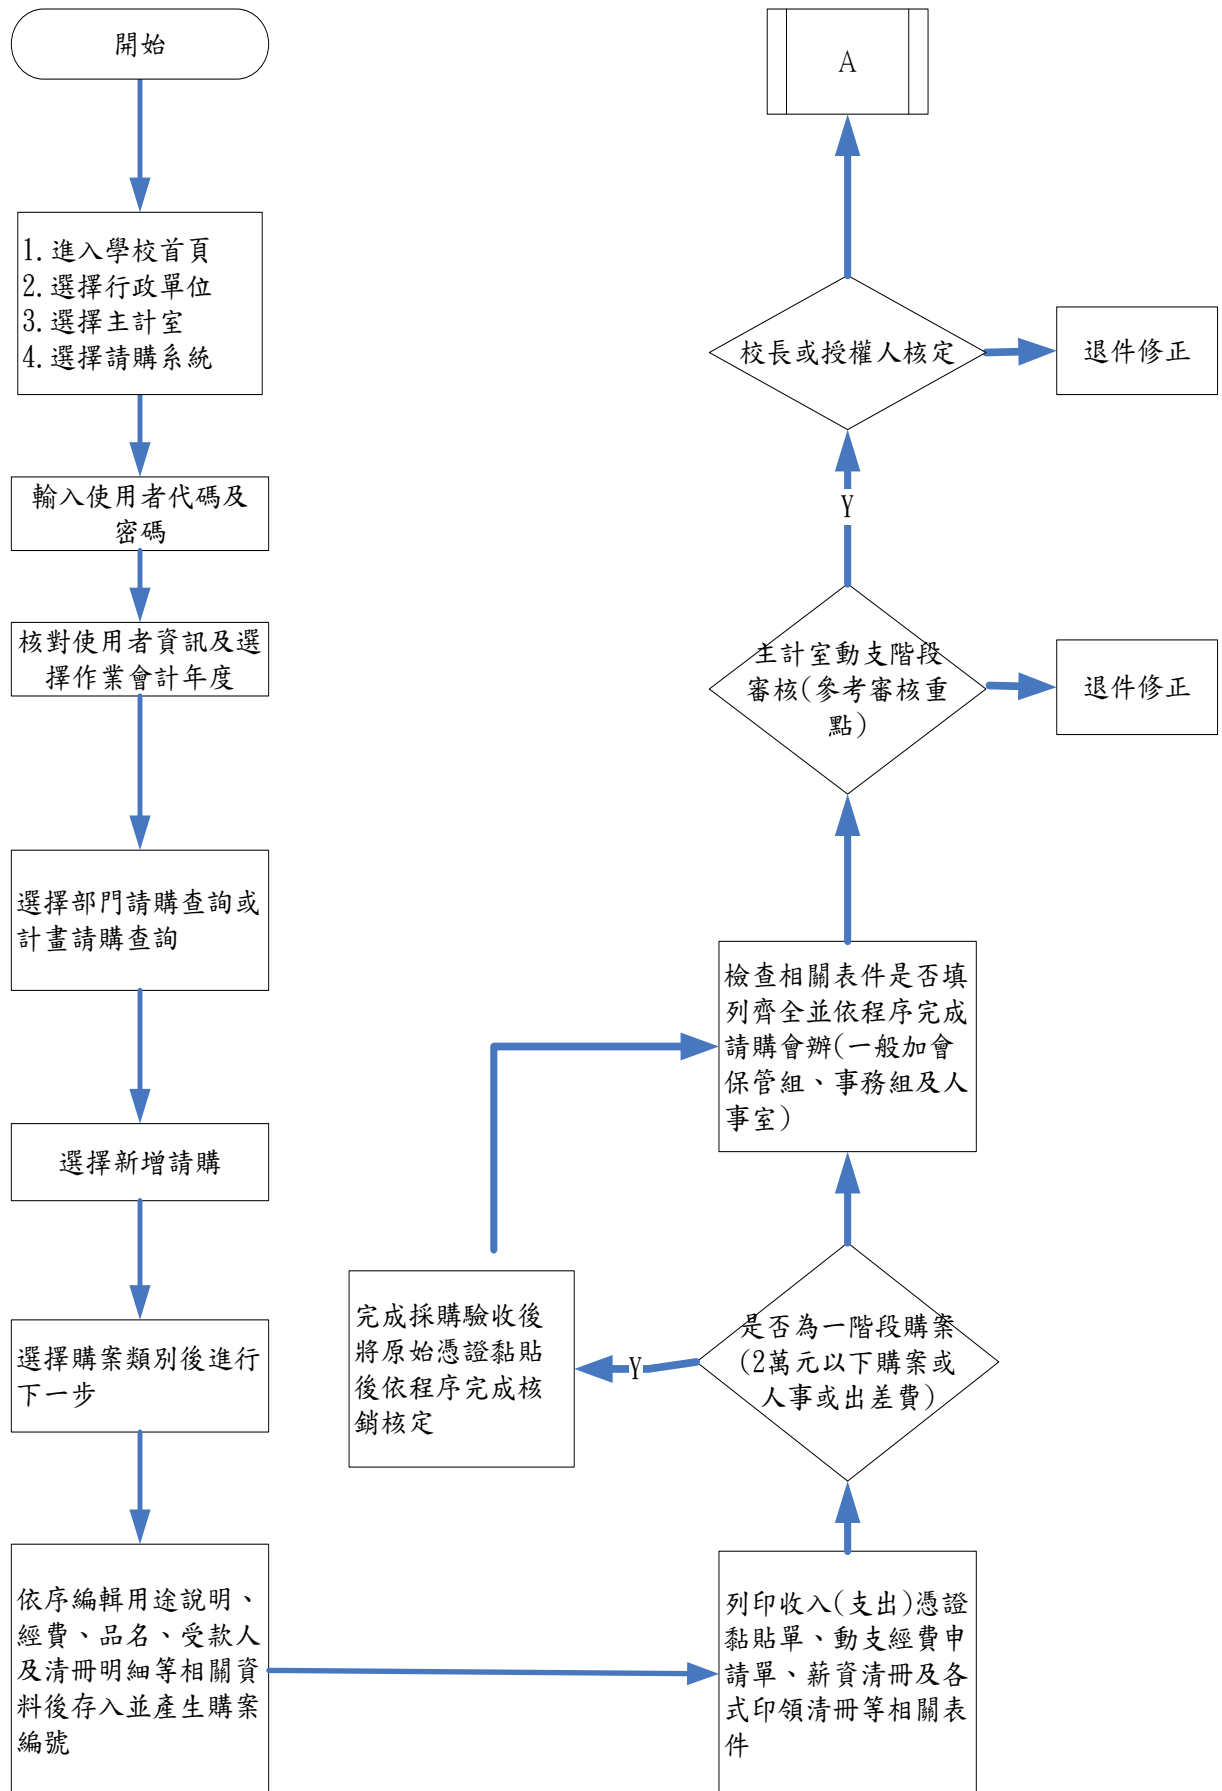 開始
1.進入學校首頁
2.選擇行政單位
3.選擇主計室
4.選擇請購系統
輸入使用者代碼及
密碼
核對使用者資訊及選
擇作業會計年度
選擇部門請購查詢或
計畫請購查詢
選擇新增請購
選擇購案類別後進行
下一步
依序編輯用途說明、
經費、品名、受款人
及清冊明細等相關資
料後存入並產生購案
編號
列印收入(支出)憑證
黏貼單、動支經費申
請單、薪資清冊及各
式印領清冊等相關表
件
是否為一階段購案
(2萬元以下購案或
人事或出差費)
Y
完成採購驗收後
將原始憑證黏貼
後依程序完成核
銷核定
檢查相關表件是否填
列齊全並依程序完成
請購會辦(一般加會
保管組、事務組及人
事室)
主計室動支階段
審核(參考審核重
點)
退件修正
Y
校長或授權人核定
退件修正
A